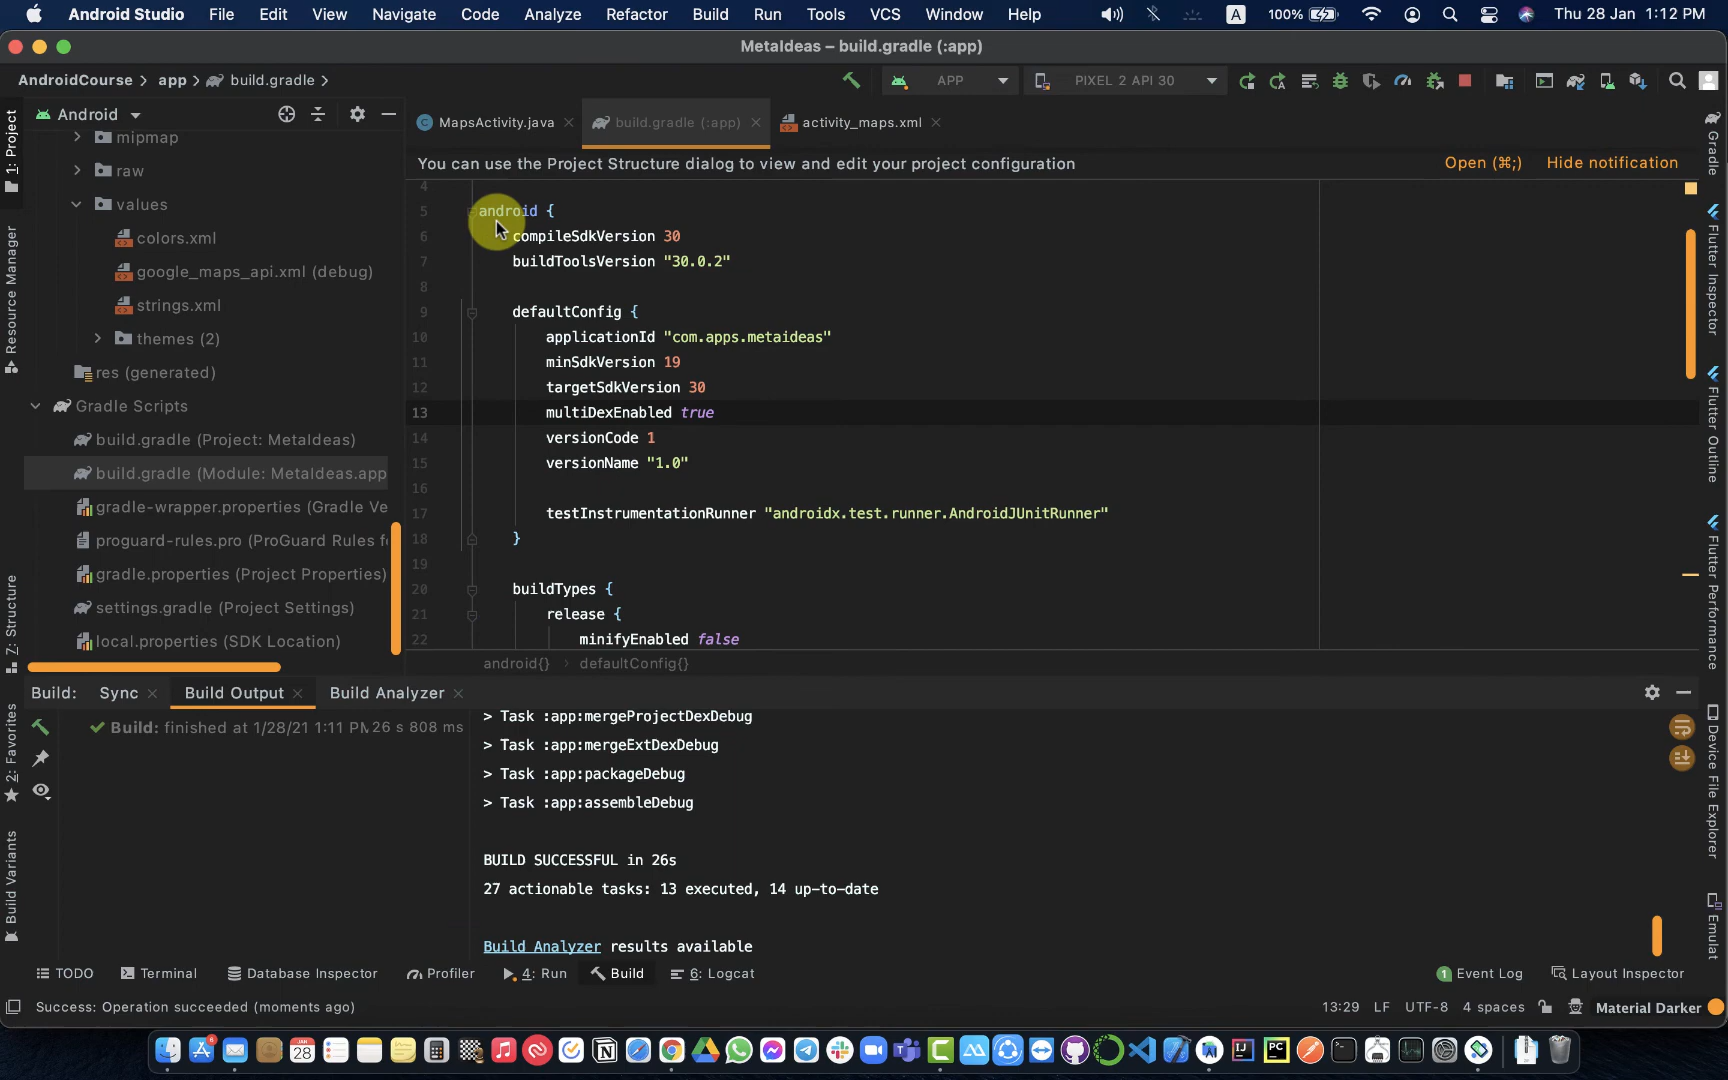 Android Studio File Edit View Navigate Code Analyze Refactor Build Run Tools VCS Window Help A 100% Thu 28 Jan 1:12 PM
MetaIdeas – build.gradle (:app)
AndroidCourse > app > build.gradle >
APP PIXEL 2 API 30
Android
MapsActivity.java build.gradle (:app) activity_maps.xml
You can use the Project Structure dialog to view and edit your project configuration Open (⌘;) Hide notification
mipmap
raw
values
colors.xml
google_maps_api.xml (debug)
strings.xml
themes (2)
res (generated)
Gradle Scripts
build.gradle (Project: MetaIdeas)
build.gradle (Module: MetaIdeas.app
gradle-wrapper.properties (Gradle Ve
proguard-rules.pro (ProGuard Rules f
gradle.properties (Project Properties)
settings.gradle (Project Settings)
local.properties (SDK Location)
1: Project
Resource Manager
Z: Structure
2: Favorites
Build Variants
4
5 android {
6 compileSdkVersion 30
7 buildToolsVersion "30.0.2"
8
9 defaultConfig {
10 applicationId "com.apps.metaideas"
11 minSdkVersion 19
12 targetSdkVersion 30
13 multiDexEnabled true
14 versionCode 1
15 versionName "1.0"
16
17 testInstrumentationRunner "androidx.test.runner.AndroidJUnitRunner"
18 }
19
20 buildTypes {
21 release {
22 minifyEnabled false
android{} > defaultConfig{}
Gradle
Flutter Inspector
Flutter Outline
Flutter Performance
Device File Explorer
Emulat
Build: Sync Build Output Build Analyzer
Build: finished at 1/28/21 1:11 PM 26 s 808 ms
> Task :app:mergeProjectDexDebug
> Task :app:mergeExtDexDebug
> Task :app:packageDebug
> Task :app:assembleDebug
BUILD SUCCESSFUL in 26s
27 actionable tasks: 13 executed, 14 up-to-date
Build Analyzer results available
TODO Terminal Database Inspector Profiler 4: Run Build 6: Logcat 1 Event Log Layout Inspector
Success: Operation succeeded (moments ago) 13:29 LF UTF-8 4 spaces Material Darker